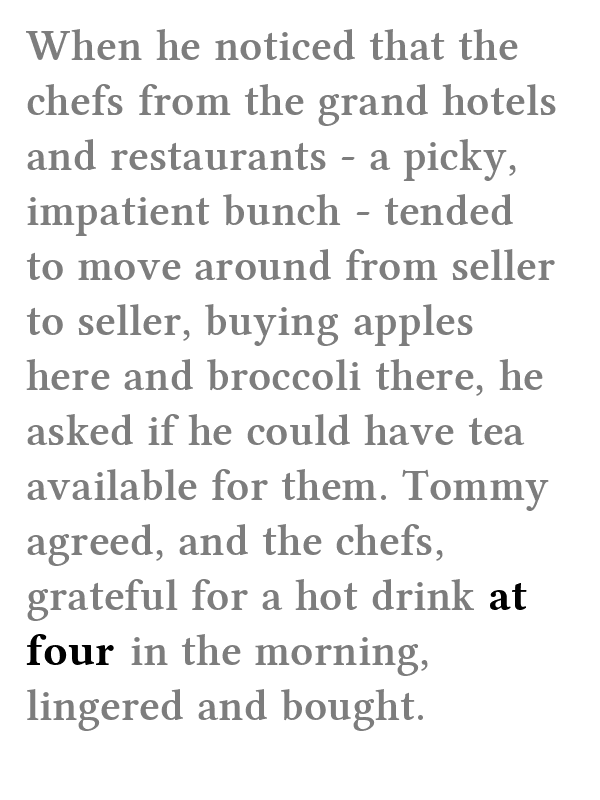 When he noticed that the
chefs from the grand hotels
and restaurants - a picky,
impatient bunch - tended
to move around from seller
to seller, buying apples
here and broccoli there, he
asked if he could have tea
available for them. Tommy
agreed, and the chefs,
grateful for a hot drink at
four in the morning,
lingered and bought.